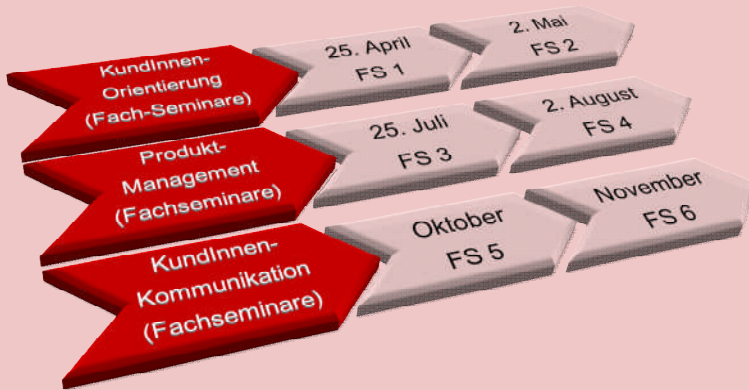 KundInnen-
Orientierung
(Fach-Seminare)
25. April
FS 1
2. Mai
FS 2
Produkt-
Management
(Fachseminare)
25. Juli
FS 3
2. August
FS 4
KundInnen-
Kommunikation
(Fachseminare)
Oktober
FS 5
November
FS 6